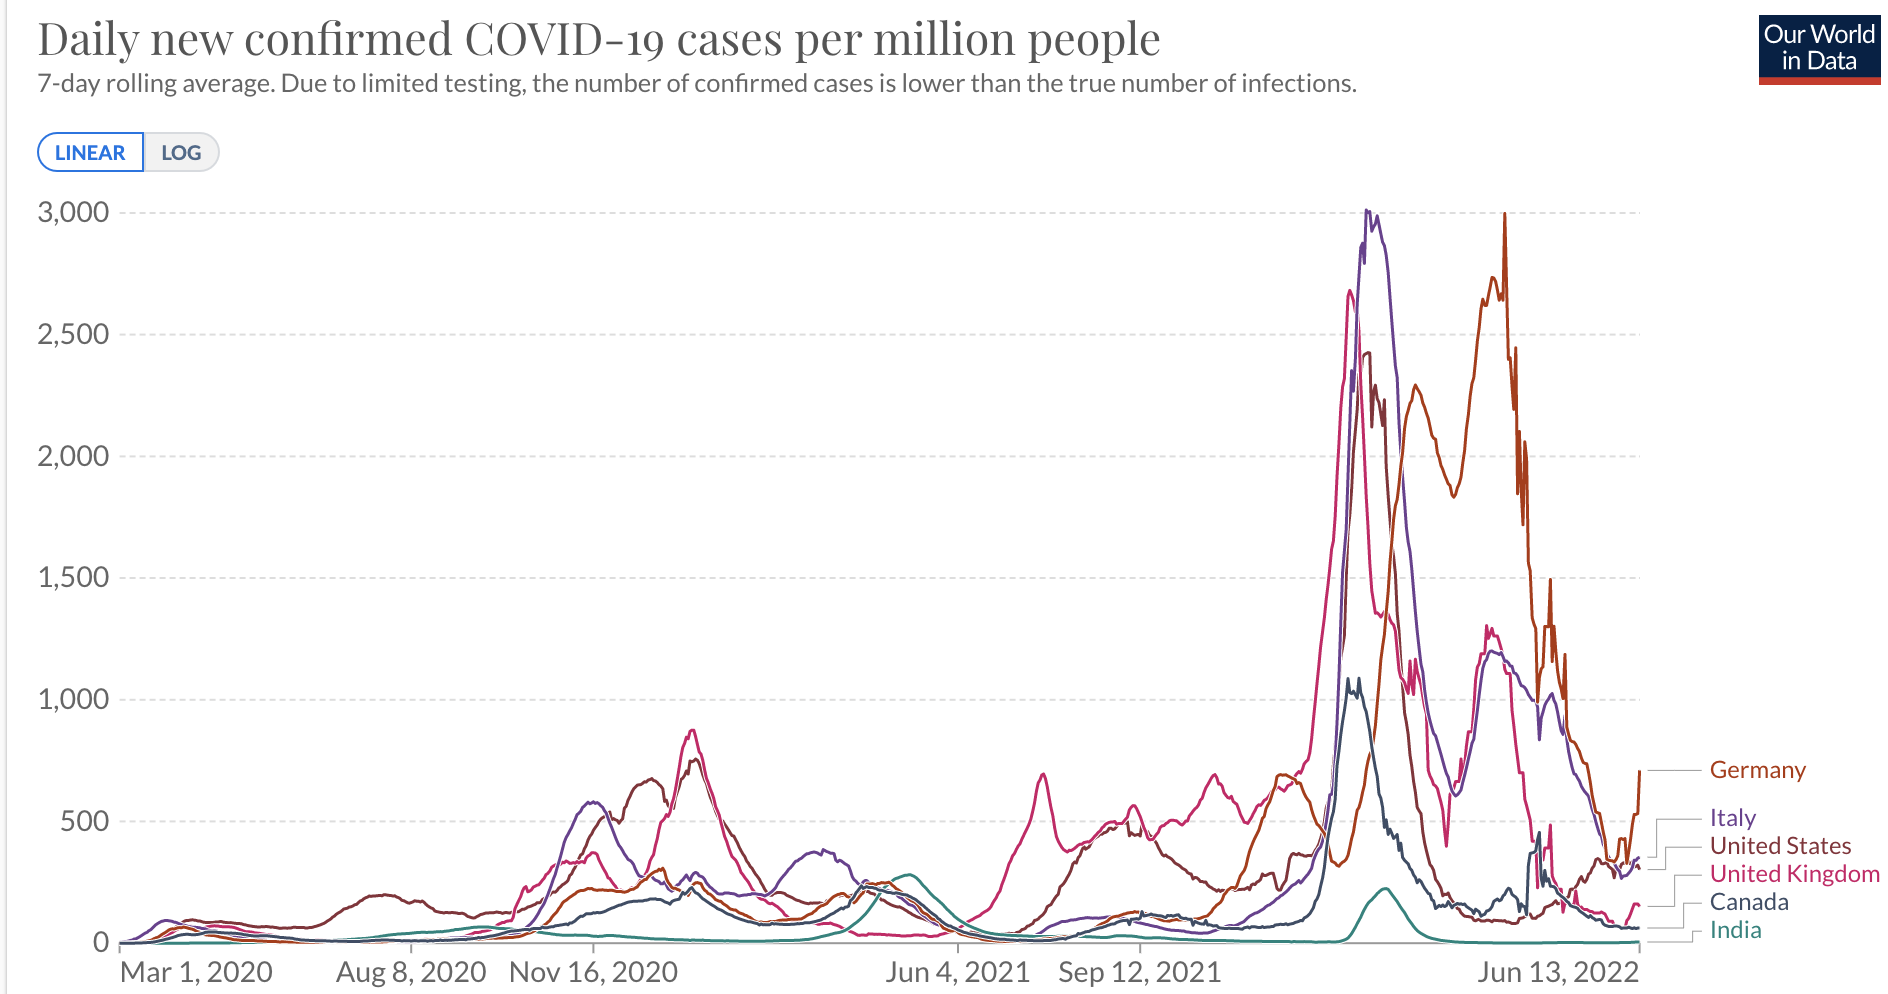 Daily new confirmed COVID-19 cases per million people
7-day rolling average. Due to limited testing, the number of confirmed cases is lower than the true number of infections.
Our World
in Data
LINEAR LOG
3,000
2,500
2,000
1,500
1,000
500
0
Germany
Italy
United States
United Kingdom
Canada
India
Mar 1, 2020 Aug 8, 2020 Nov 16, 2020 Jun 4, 2021 Sep 12, 2021 Jun 13, 2022